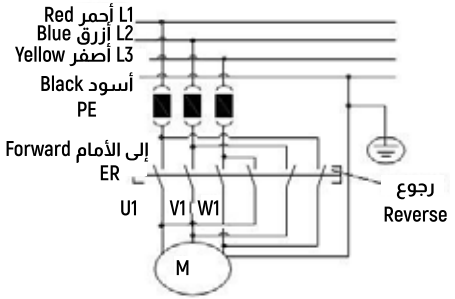 Red أحمر L1
Blue أزرق L2
Yellow أصفر L3
Black أسود
PE
Forward إلى الأمام
ER
رجوع
Reverse
U1
V1
W1
M